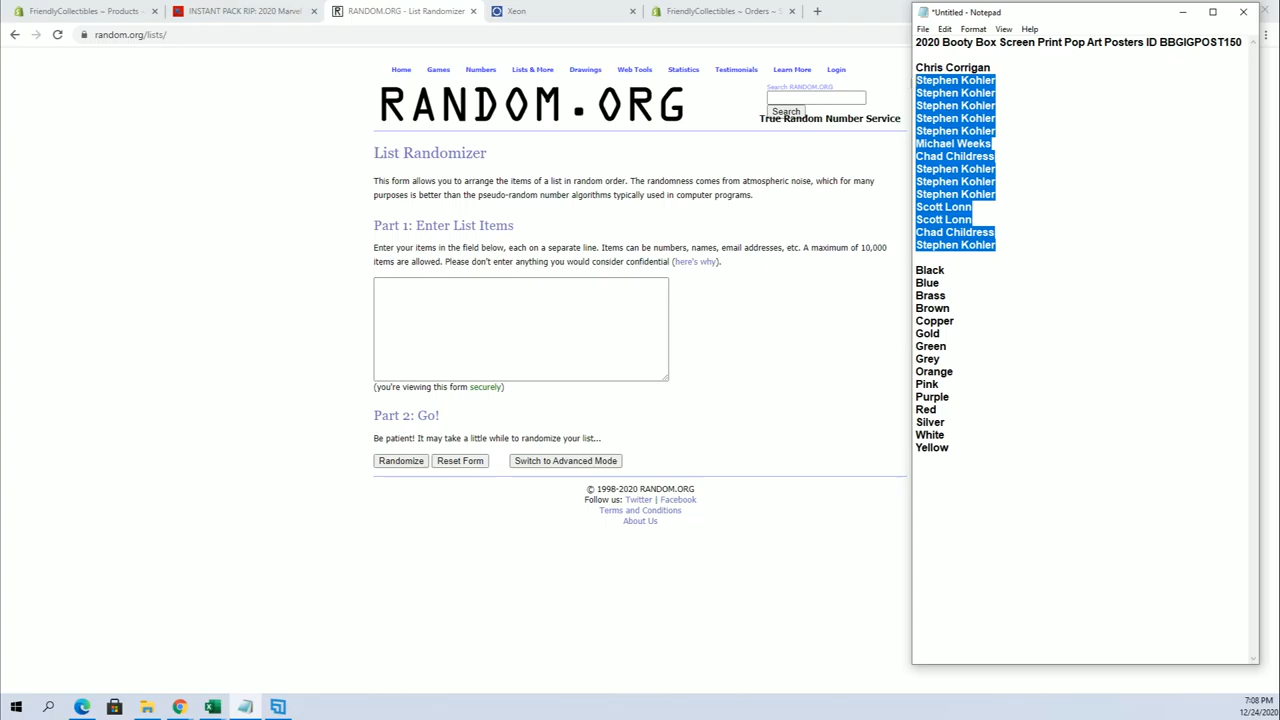 FriendlyCollectibles ~ Products
INSTANT PACK RIP: 2020 Marvel
RANDOM.ORG - List Randomizer
Xeon
FriendlyCollectibles ~ Orders ~ S
random.org/lists/
*Untitled - Notepad
File Edit Format View Help
2020 Booty Box Screen Print Pop Art Posters ID BBGIGPOST150
Chris Corrigan
Stephen Kohler
Stephen Kohler
Stephen Kohler
Stephen Kohler
Stephen Kohler
Michael Weeks
Chad Childress
Stephen Kohler
Stephen Kohler
Stephen Kohler
Scott Lonn
Scott Lonn
Chad Childress
Stephen Kohler
Black
Blue
Brass
Brown
Copper
Gold
Green
Grey
Orange
Pink
Purple
Red
Silver
White
Yellow
Home Games Numbers Lists & More Drawings Web Tools Statistics Testimonials Learn More Login
RANDOM.ORG
Search RANDOM.ORG
Search
True Random Number Service
List Randomizer
This form allows you to arrange the items of a list in random order. The randomness comes from atmospheric noise, which for many
purposes is better than the pseudo-random number algorithms typically used in computer programs.
Part 1: Enter List Items
Enter your items in the field below, each on a separate line. Items can be numbers, names, email addresses, etc. A maximum of 10,000
items are allowed. Please don't enter anything you would consider confidential (here's why).
(you're viewing this form securely)
Part 2: Go!
Be patient! It may take a little while to randomize your list...
Randomize Reset Form Switch to Advanced Mode
© 1998-2020 RANDOM.ORG
Follow us: Twitter | Facebook
Terms and Conditions
About Us
7:08 PM
12/24/2020